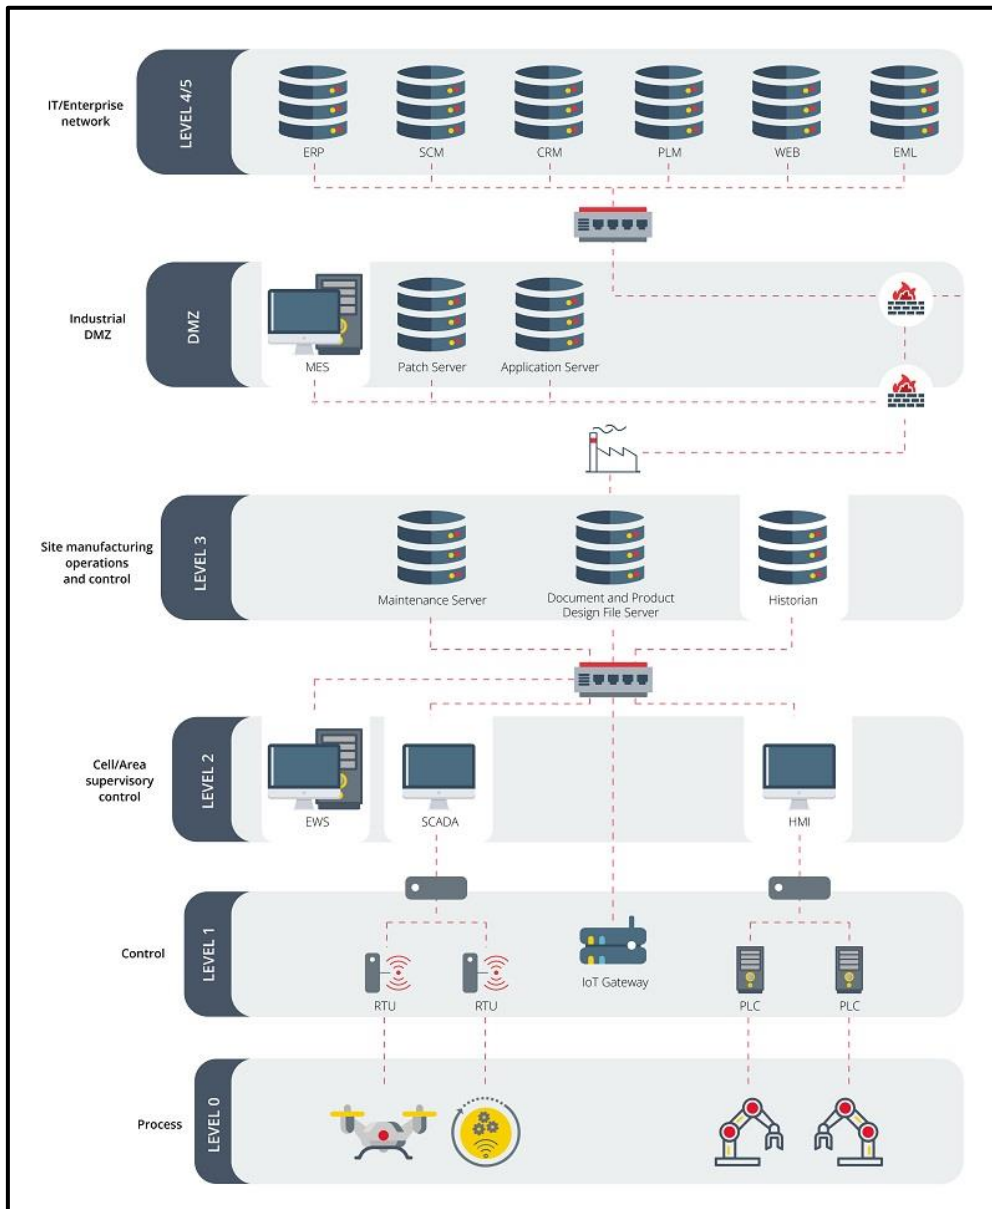 IT/Enterprise
network
LEVEL 4/5
ERP
SCM
CRM
PLM
WEB
EML
Industrial
DMZ
DMZ
MES
Patch Server
Application Server
Site manufacturing
operations
and control
LEVEL 3
Maintenance Server
Document and Product
Design File Server
Historian
Cell/Area
supervisory
control
LEVEL 2
EWS
SCADA
HMI
Control
LEVEL 1
RTU
RTU
IoT Gateway
PLC
PLC
Process
LEVEL 0